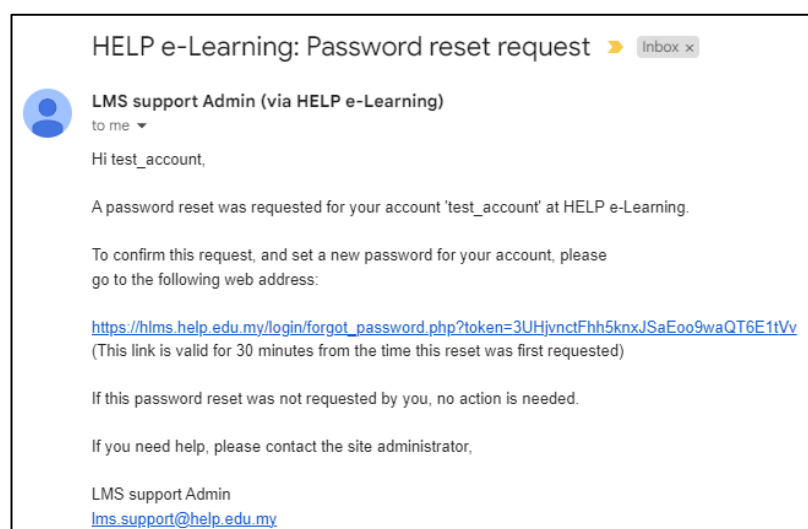 HELP e-Learning: Password reset request Inbox x
LMS support Admin (via HELP e-Learning)
to me
Hi test_account,
A password reset was requested for your account 'test_account' at HELP e-Learning.
To confirm this request, and set a new password for your account, please
go to the following web address:
https://hlms.help.edu.my/login/forgot_password.php?token=3UHjvnctFhh5knxJSaEoo9waQT6E1tVv
(This link is valid for 30 minutes from the time this reset was first requested)
If this password reset was not requested by you, no action is needed.
If you need help, please contact the site administrator,
LMS support Admin
lms.support@help.edu.my